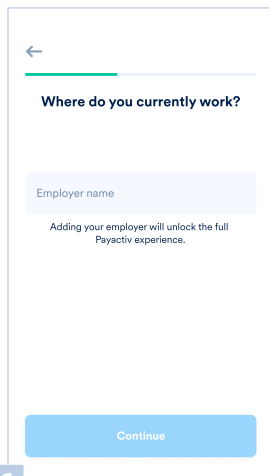 Where do you currently work?
Employer name
Adding your employer will unlock the full
Payactiv experience.
Continue